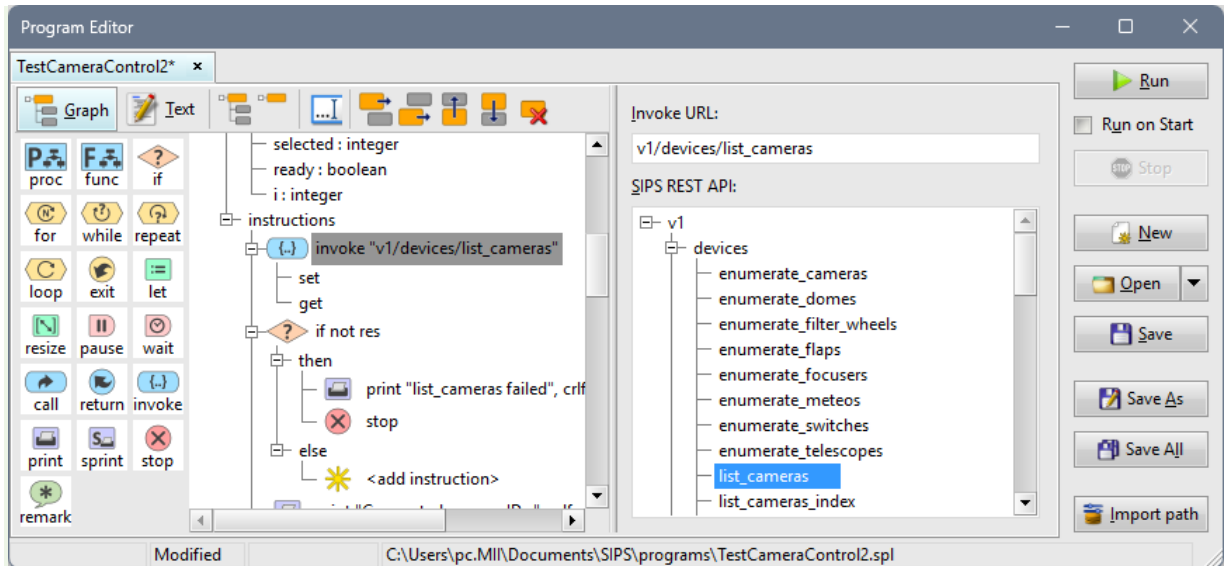 Program Editor
TestCameraControl2*
Graph
Text
proc
func
if
for
while
repeat
loop
exit
let
resize
pause
wait
call
return
invoke
print
sprint
stop
remark
selected : integer
ready : boolean
i : integer
instructions
invoke "v1/devices/list_cameras"
set
get
if not res
then
print "list_cameras failed", crlf
stop
else
<add instruction>
Invoke URL:
v1/devices/list_cameras
SIPS REST API:
v1
devices
enumerate_cameras
enumerate_domes
enumerate_filter_wheels
enumerate_flaps
enumerate_focusers
enumerate_meteos
enumerate_switches
enumerate_telescopes
list_cameras
list_cameras_index
Run
Run on Start
Stop
New
Open
Save
Save As
Save All
Import path
Modified
C:\Users\pc.MII\Documents\SIPS\programs\TestCameraControl2.spl